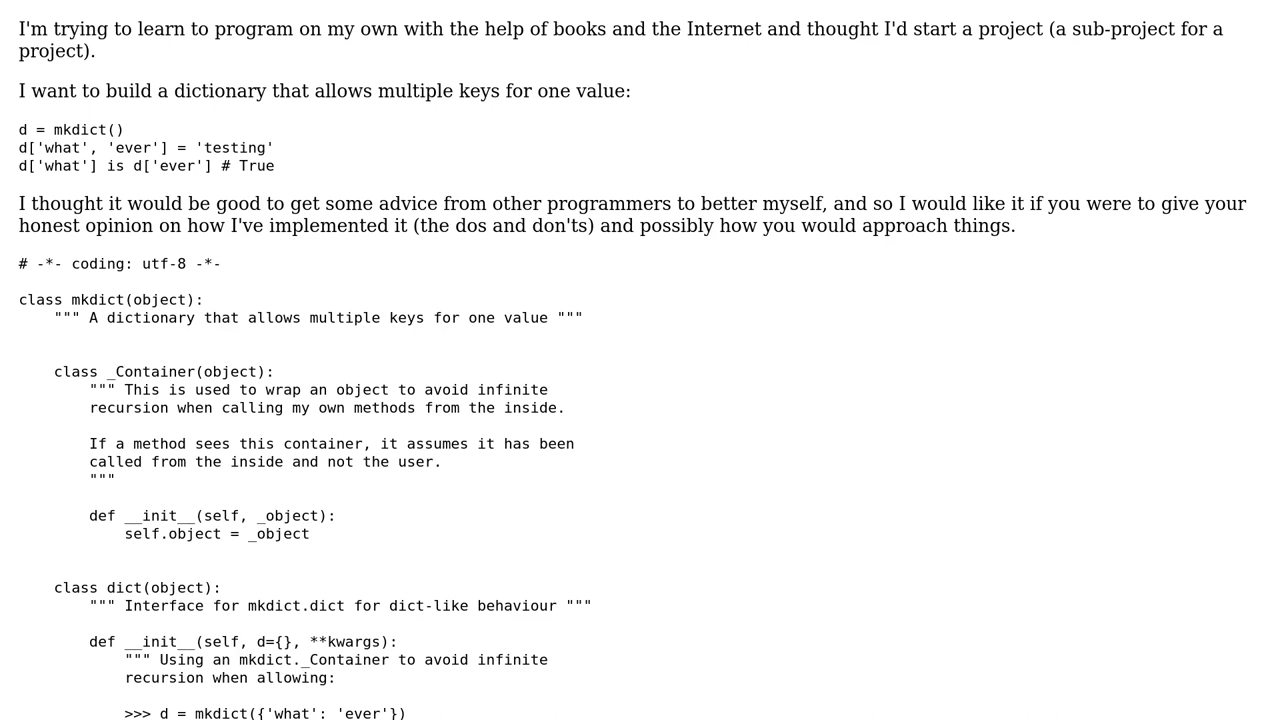 I'm trying to learn to program on my own with the help of books and the Internet and thought I'd start a project (a sub-project for a
project).
I want to build a dictionary that allows multiple keys for one value:
d = mkdict()
d['what', 'ever'] = 'testing'
d['what'] is d['ever'] # True
I thought it would be good to get some advice from other programmers to better myself, and so I would like it if you were to give your
honest opinion on how I've implemented it (the dos and don'ts) and possibly how you would approach things.
# -*- coding: utf-8 -*-
class mkdict(object):
    """ A dictionary that allows multiple keys for one value """
    class _Container(object):
        """ This is used to wrap an object to avoid infinite
        recursion when calling my own methods from the inside.
        If a method sees this container, it assumes it has been
        called from the inside and not the user.
        """
        def __init__(self, _object):
            self.object = _object
    class dict(object):
        """ Interface for mkdict.dict for dict-like behaviour """
        def __init__(self, d={}, **kwargs):
            """ Using an mkdict._Container to avoid infinite
            recursion when allowing:
            >>> d = mkdict({'what': 'ever'})